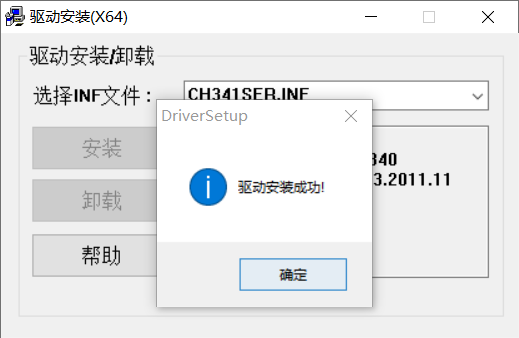 驱动安装(X64)
驱动安装/卸载
选择INF文件：
CH341SER.INF
DriverSetup
安装
340
3.2011.11
驱动安装成功!
卸载
帮助
确定